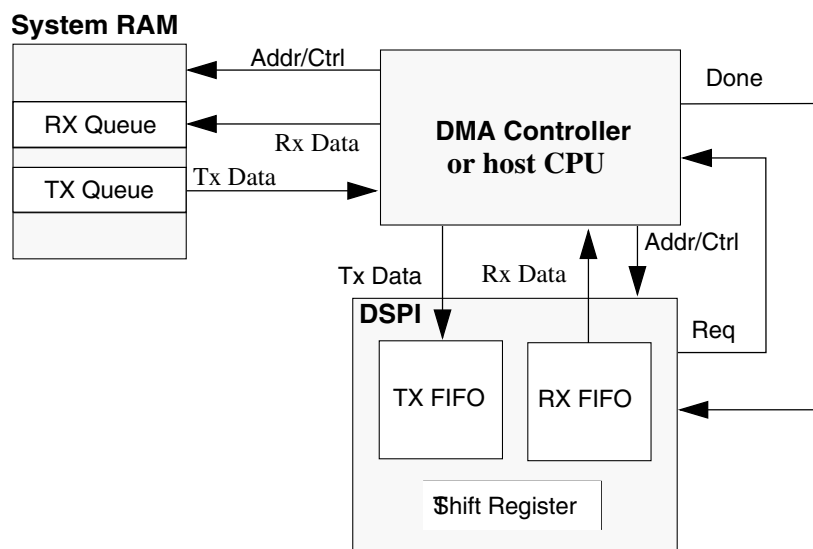 System RAM
Addr/Ctrl
Done
RX Queue
Rx Data
DMA Controller
or host CPU
TX Queue
Tx Data
Addr/Ctrl
Tx Data
Rx Data
DSPI
Req
TX FIFO
RX FIFO
Shift Register